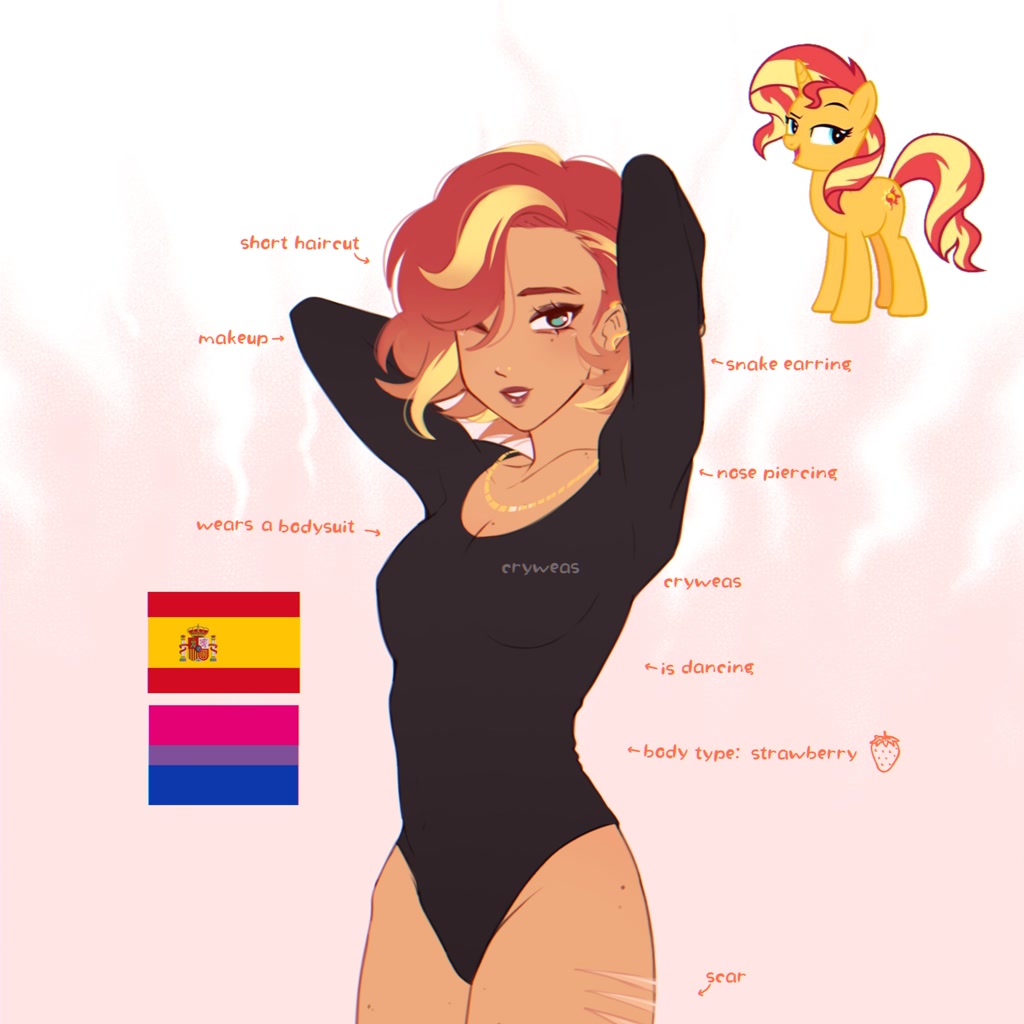 short haircut
makeup
snake earring
nose piercing
wears a bodysuit
cryweas
cryweas
is dancing
body type: strawberry
scar